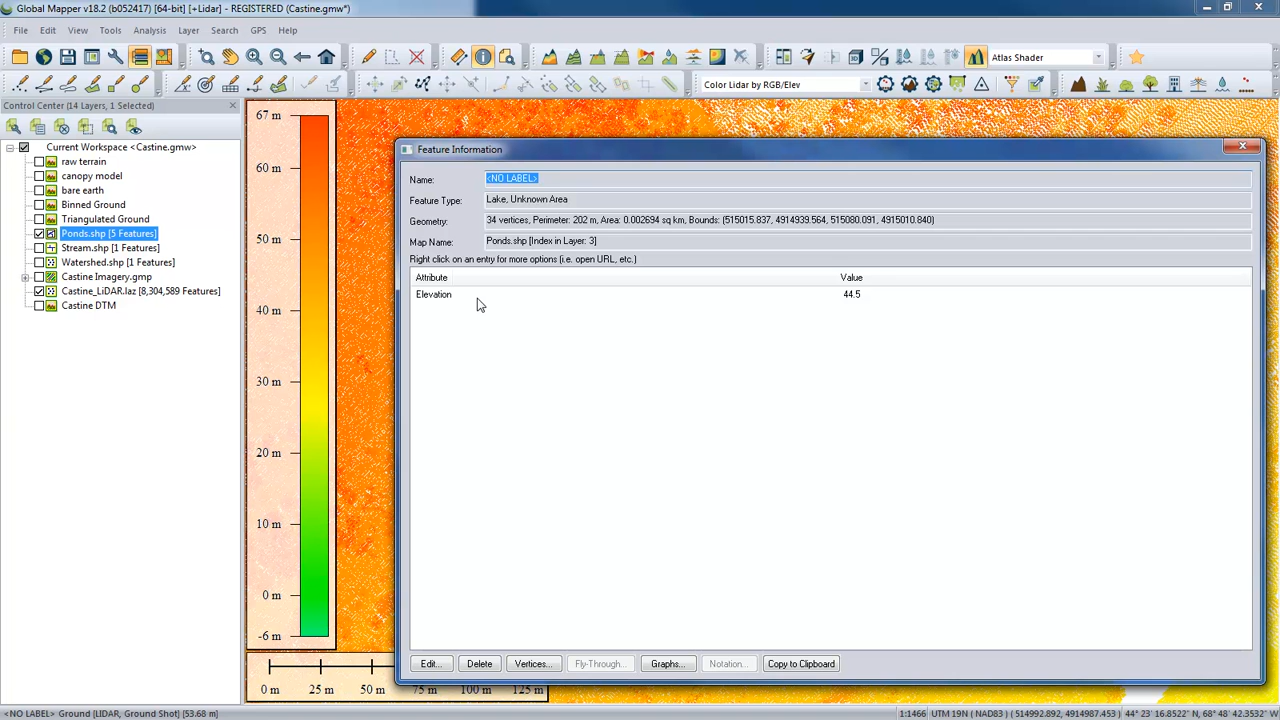 Global Mapper v18.2 (b052417) [64-bit] [+Lidar] - REGISTERED (Castine.gmw*)
File Edit View Tools Analysis Layer Search GPS Help
Atlas Shader
Color Lidar by RGB/Elev
Control Center (14 Layers, 1 Selected)
Current Workspace <Castine.gmw>
raw terrain
canopy model
bare earth
Binned Ground
Triangulated Ground
Ponds.shp [5 Features]
Stream.shp [1 Features]
Watershed.shp [1 Features]
Castine Imagery.gmp
Castine_LiDAR.laz [8,304,589 Features]
Castine DTM
67 m
60 m
50 m
40 m
30 m
20 m
10 m
0 m
-6 m
0 m 25 m 50 m 75 m 100 m 125 m
Feature Information
Name: <NO LABEL>
Feature Type: Lake, Unknown Area
Geometry: 34 vertices, Perimeter: 202 m, Area: 0.002694 sq km, Bounds: (515015.837, 4914939.564, 515080.091, 4915010.840)
Map Name: Ponds.shp [Index in Layer: 3]
Right click on an entry for more options (i.e. open URL, etc.)
Attribute Value
Elevation 44.5
Edit... Delete Vertices... Fly-Through... Graphs... Notation... Copy to Clipboard
<NO LABEL> Ground [LIDAR, Ground Shot] [53.68 m]
1:1466 UTM 19N (NAD83) ( 514992.892, 4914987.453) 44° 23' 16.8522" N, 68° 48' 42.3532" W